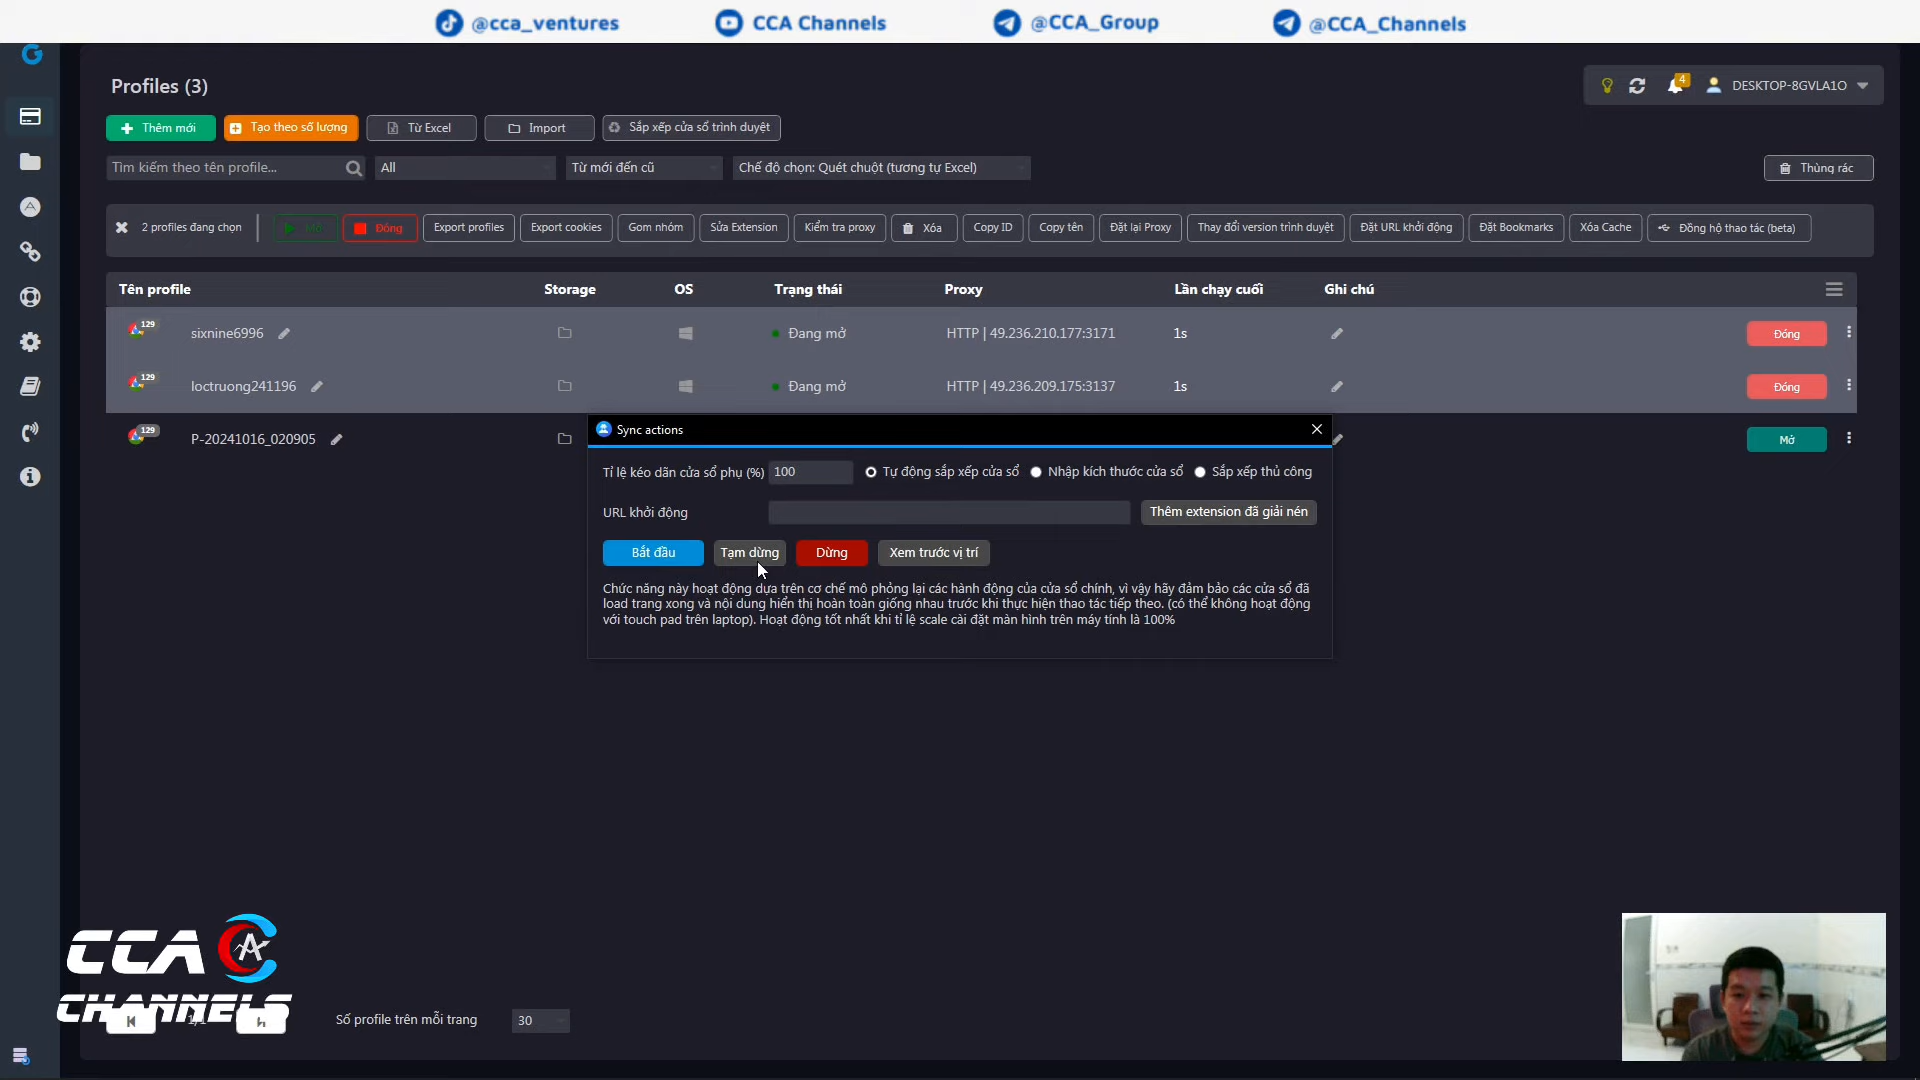 @cca_ventures
CCA Channels
@CCA_Group
@CCA_Channels
Profiles (3)
4
DESKTOP-8GVLA1O
Thêm mới
Tạo theo số lượng
Từ Excel
Import
Sắp xếp cửa sổ trình duyệt
Tìm kiếm theo tên profile...
All
Từ mới đến cũ
Chế độ chọn: Quét chuột (tương tự Excel)
Thùng rác
2 profiles đang chọn
Mở
Đóng
Export profiles
Export cookies
Gom nhóm
Sửa Extension
Kiểm tra proxy
Xóa
Copy ID
Copy tên
Đặt lại Proxy
Thay đổi version trình duyệt
Đặt URL khởi động
Đặt Bookmarks
Xóa Cache
Đồng hộ thao tác (beta)
Tên profile
Storage
OS
Trạng thái
Proxy
Lần chạy cuối
Ghi chú
129
sixnine6996
Đang mở
HTTP | 49.236.210.177:3171
1s
Đóng
129
loctruong241196
Đang mở
HTTP | 49.236.209.175:3137
1s
Đóng
129
P-20241016_020905
Mở
Sync actions
Tỉ lệ kéo dãn cửa sổ phụ (%)
100
Tự động sắp xếp cửa sổ
Nhập kích thước cửa sổ
Sắp xếp thủ công
URL khởi động
Thêm extension đã giải nén
Bắt đầu
Tạm dừng
Dừng
Xem trước vị trí
Chức năng này hoạt động dựa trên cơ chế mô phỏng lại các hành động của cửa sổ chính, vì vậy hãy đảm bảo các cửa sổ đã
load trang xong và nội dung hiển thị hoàn toàn giống nhau trước khi thực hiện thao tác tiếp theo. (có thể không hoạt động
với touch pad trên laptop). Hoạt động tốt nhất khi tỉ lệ scale cài đặt màn hình trên máy tính là 100%
CCA
CHANNELS
Số profile trên mỗi trang
30